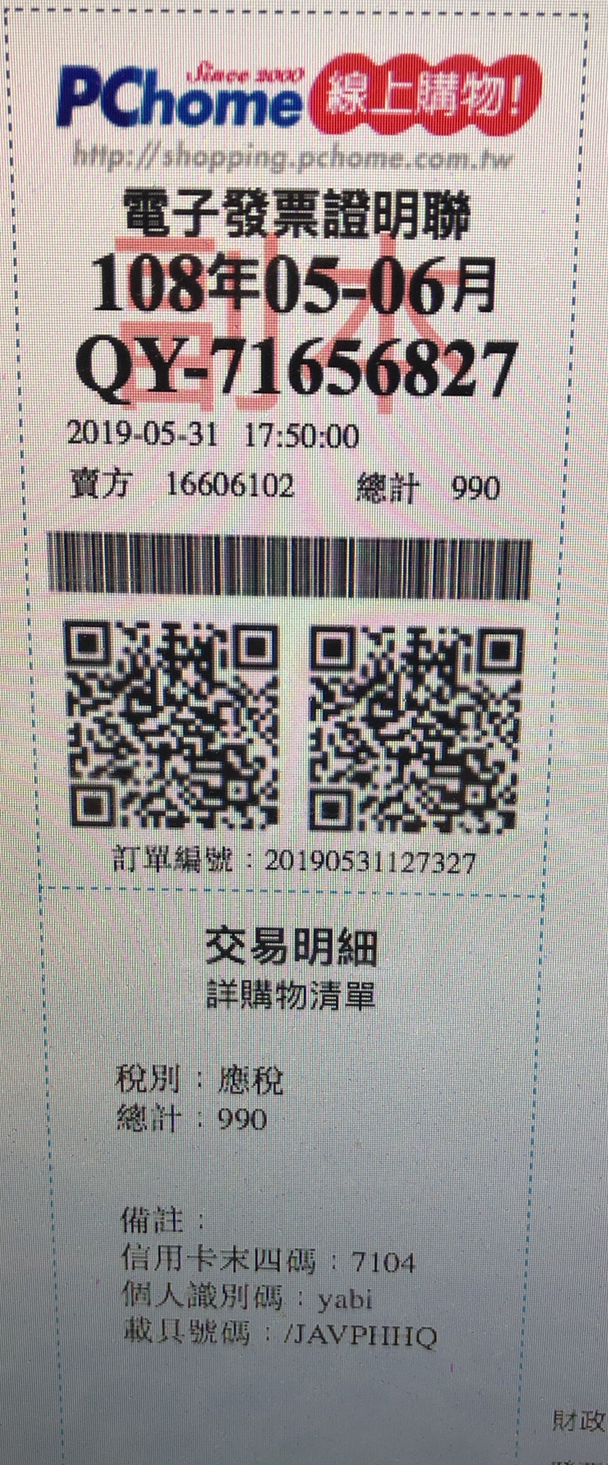 Since 2000
PChome 線上購物!
http://shopping.pchome.com.tw
電子發票證明聯
副本
108年05-06月
QY-71656827
2019-05-31 17:50:00
賣方 16606102 總計 990
訂單編號：20190531127327
交易明細
詳購物清單
稅別：應稅
總計：990
備註：
信用卡末四碼：7104
個人識別碼：yabi
載具號碼：/JAVPHHQ
財政